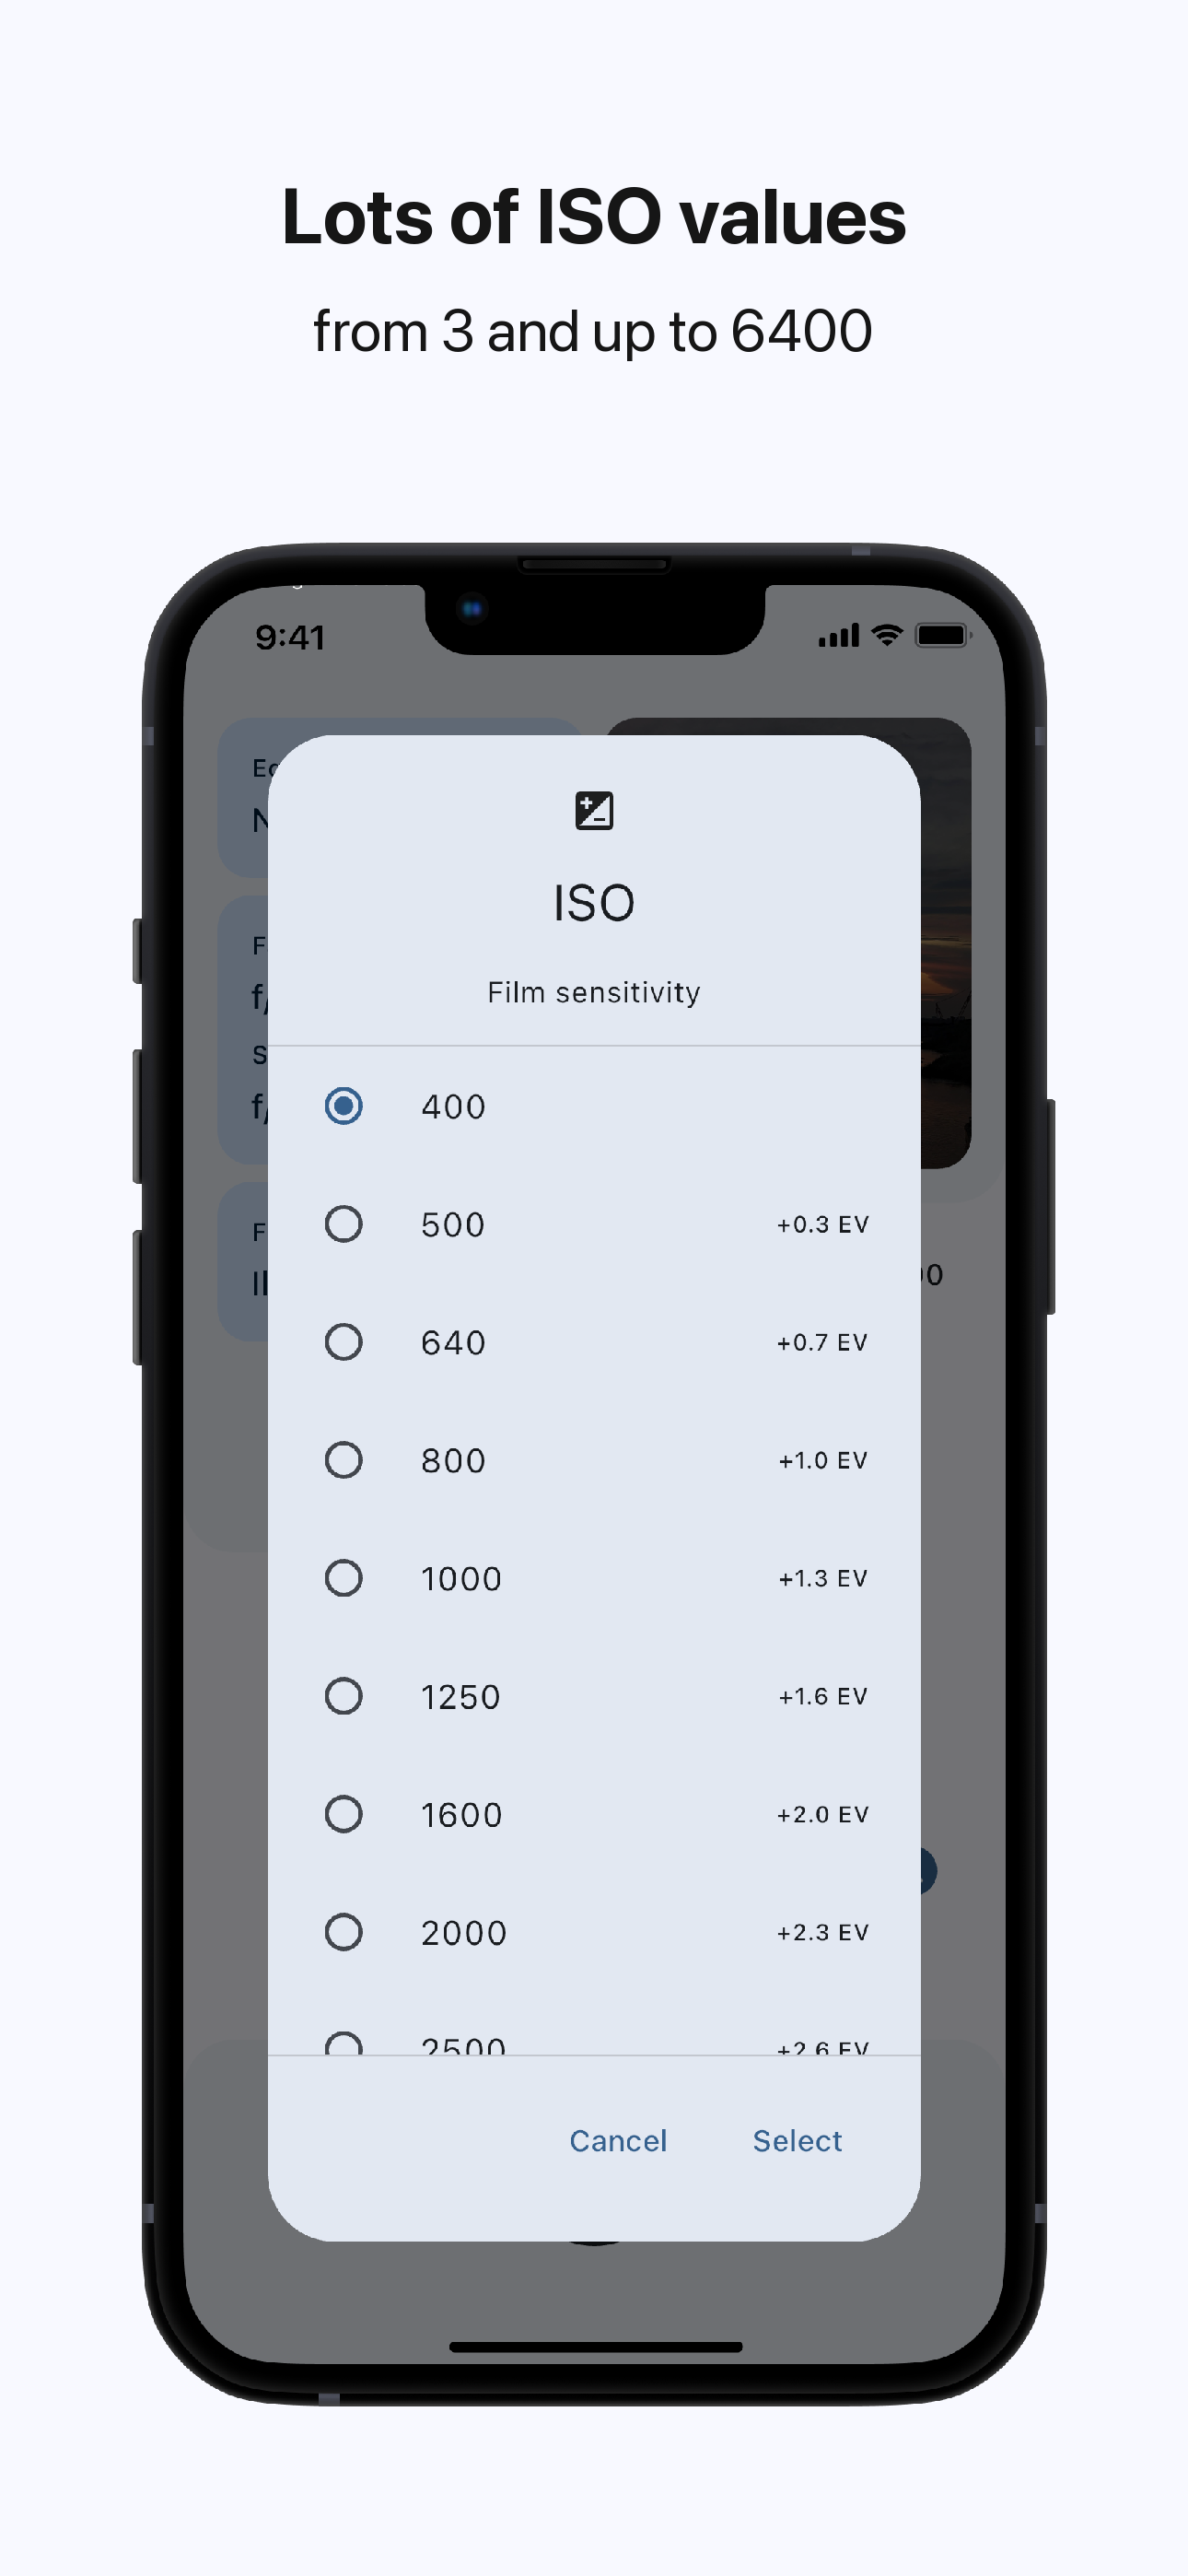 Lots of ISO values
from 3 and up to 6400
9:41
ISO
Film sensitivity
400
500 +0.3 EV
640 +0.7 EV
800 +1.0 EV
1000 +1.3 EV
1250 +1.6 EV
1600 +2.0 EV
2000 +2.3 EV
2500 +2.6 EV
Cancel Select